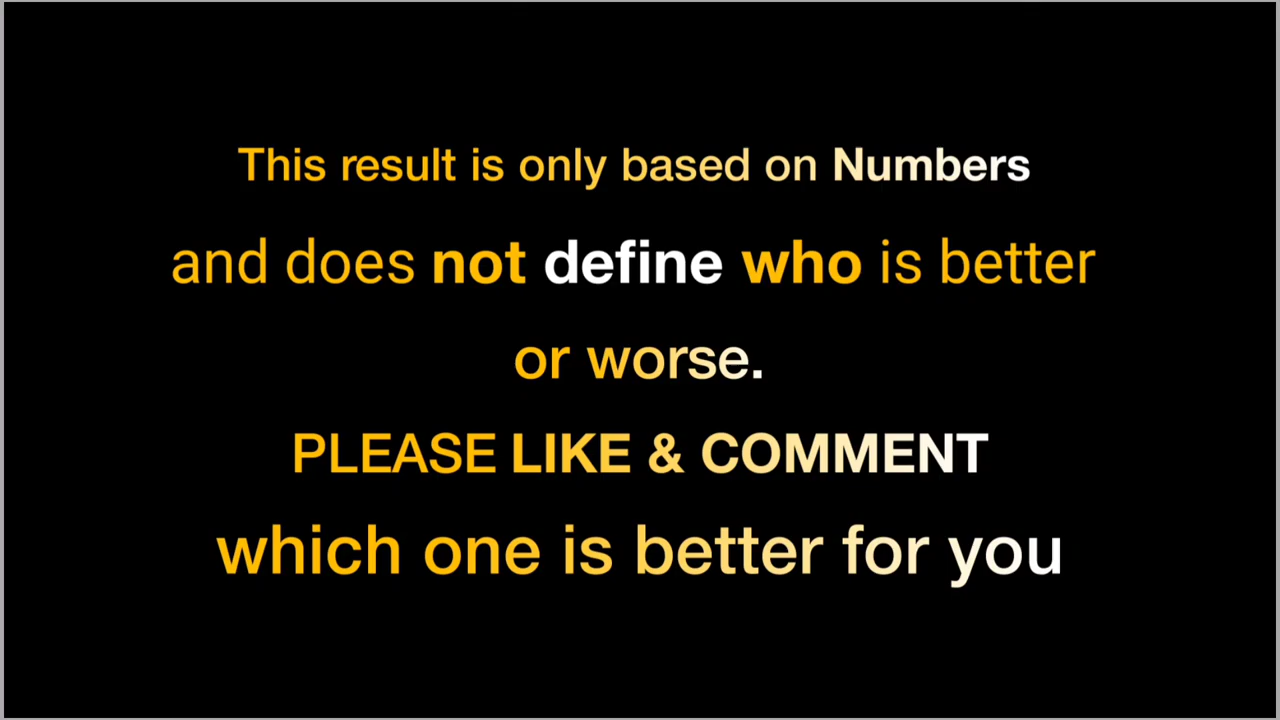 This result is only based on Numbers
and does not define who is better
or worse.
PLEASE LIKE & COMMENT
which one is better for you